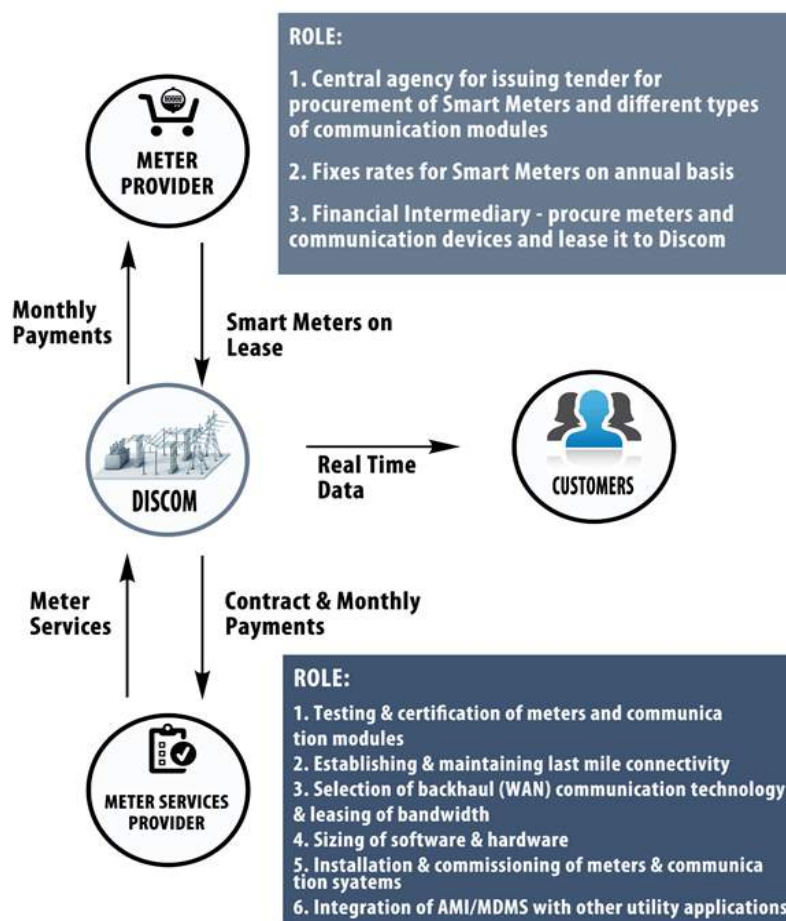 ROLE:
1. Central agency for issuing tender for
procurement of Smart Meters and different types
of communication modules
2. Fixes rates for Smart Meters on annual basis
3. Financial Intermediary - procure meters and
communication devices and lease it to Discom
METER
PROVIDER
Monthly
Payments
Smart Meters on
Lease
DISCOM
Real Time
Data
CUSTOMERS
Meter
Services
Contract & Monthly
Payments
METER SERVICES
PROVIDER
ROLE:
1. Testing & certification of meters and communica
tion modules
2. Establishing & maintaining last mile connectivity
3. Selection of backhaul (WAN) communication technology
& leasing of bandwidth
4. Sizing of software & hardware
5. Installation & commissioning of meters & communica
tion syatems
6. Integration of AMI/MDMS with other utility applications